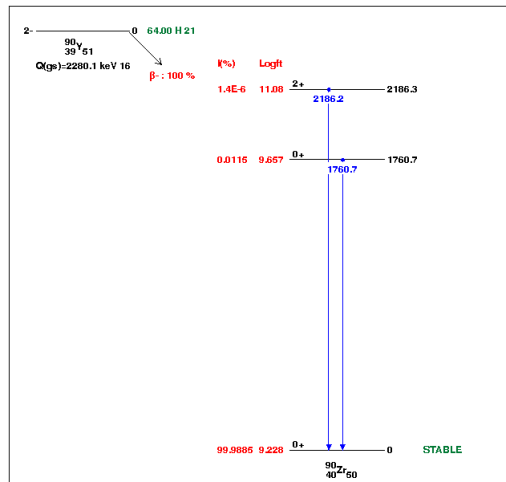 2- 0 64.00 H 21
90
39Y51
Q(gs)=2280.1 keV 16
β- : 100 %
I(%) Logft
1.4E-6 11.08 2+ 2186.3
2186.2
0.0115 9.657 0+ 1760.7
1760.7
99.9885 9.228 0+ 0 STABLE
90
40Zr50